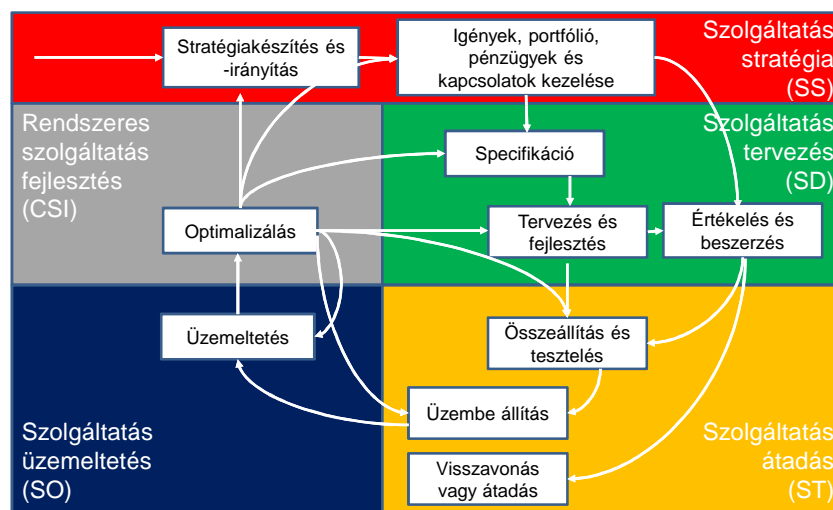 Stratégiakészítés és
-irányítás
Igények, portfólió,
pénzügyek és
kapcsolatok kezelése
Szolgáltatás
stratégia
(SS)
Rendszeres
szolgáltatás
fejlesztés
(CSI)
Specifikáció
Szolgáltatás
tervezés
(SD)
Optimalizálás
Tervezés és
fejlesztés
Értékelés és
beszerzés
Üzemeltetés
Összeállítás és
tesztelés
Üzembe állítás
Visszavonás
vagy átadás
Szolgáltatás
üzemeltetés
(SO)
Szolgáltatás
átadás
(ST)